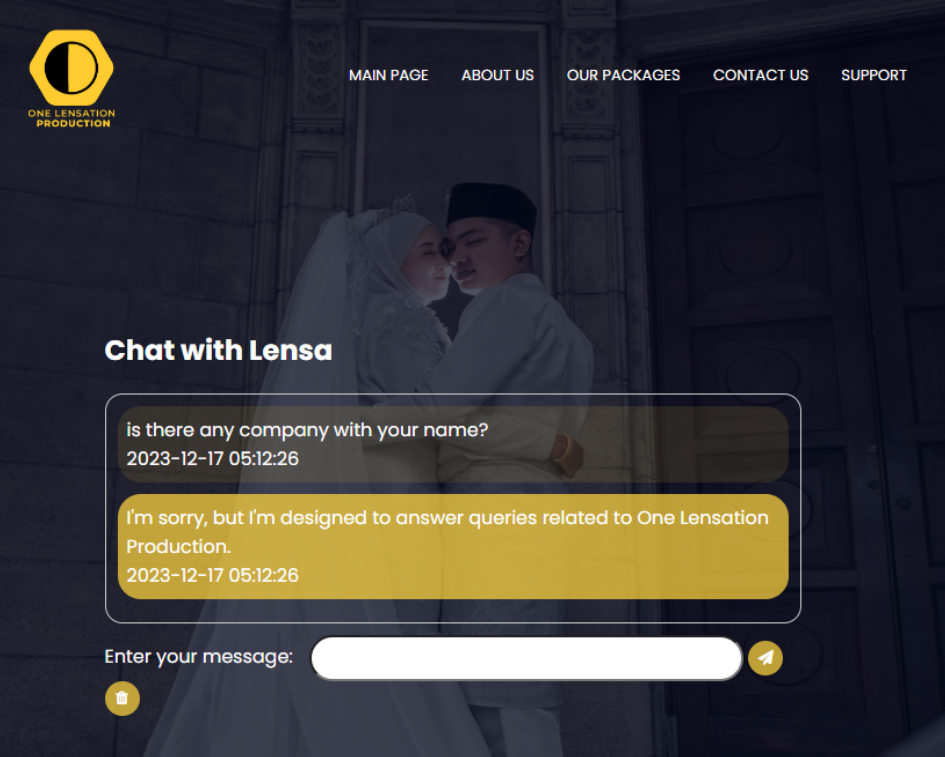 ONE LENSATION
PRODUCTION
MAIN PAGE
ABOUT US
OUR PACKAGES
CONTACT US
SUPPORT
Chat with Lensa
is there any company with your name?
2023-12-17 05:12:26
I'm sorry, but I'm designed to answer queries related to One Lensation
Production.
2023-12-17 05:12:26
Enter your message: